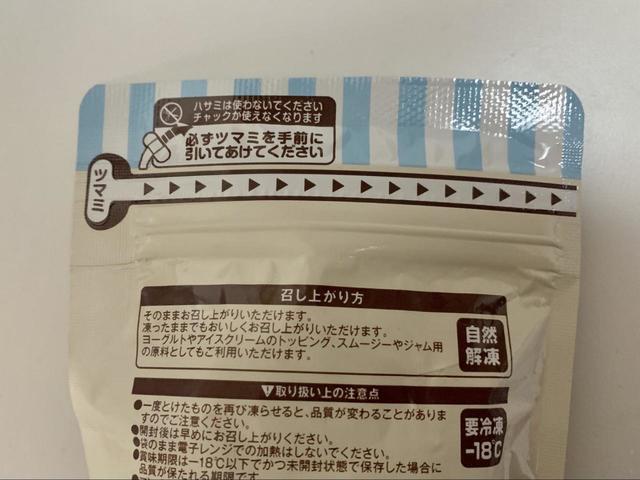 ハサミは使わないでください
チャックが使えなくなります
必ずツマミを手前に
引いてあけてください
ツマミ
召し上がり方
そのままお召し上がりいただけます。
凍ったままでもおいしくお召し上がりいただけます。
ヨーグルトやアイスクリームのトッピング、スムージーやジャム用
の原料としてもご利用いただけます。
自然
解凍
取り扱い上の注意点
●一度とけたものを再び凍らせると、品質が変わることがありま
すのでご注意ください。
●開封後は早めにお召し上がりください。
●袋のまま電子レンジでの加熱はしないでください。
●賞味期限は-18℃以下でかつ未開封状態で保存した場合に
品質が保たれる期限です。
要冷凍
-18℃